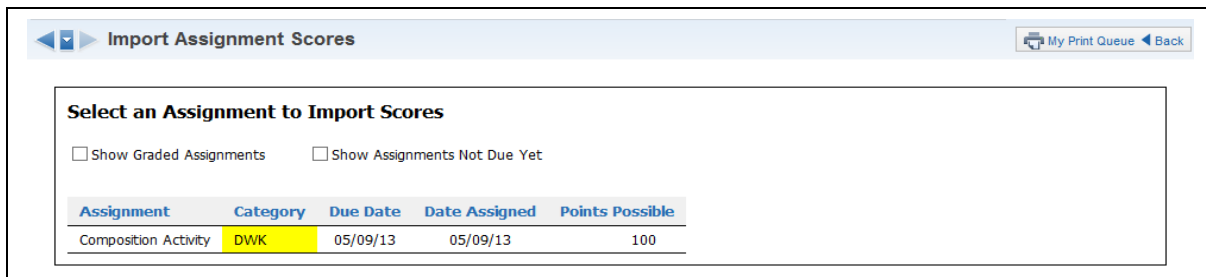 Import Assignment Scores
My Print Queue Back
Select an Assignment to Import Scores
Show Graded Assignments Show Assignments Not Due Yet
Assignment Category Due Date Date Assigned Points Possible
Composition Activity DWK 05/09/13 05/09/13 100